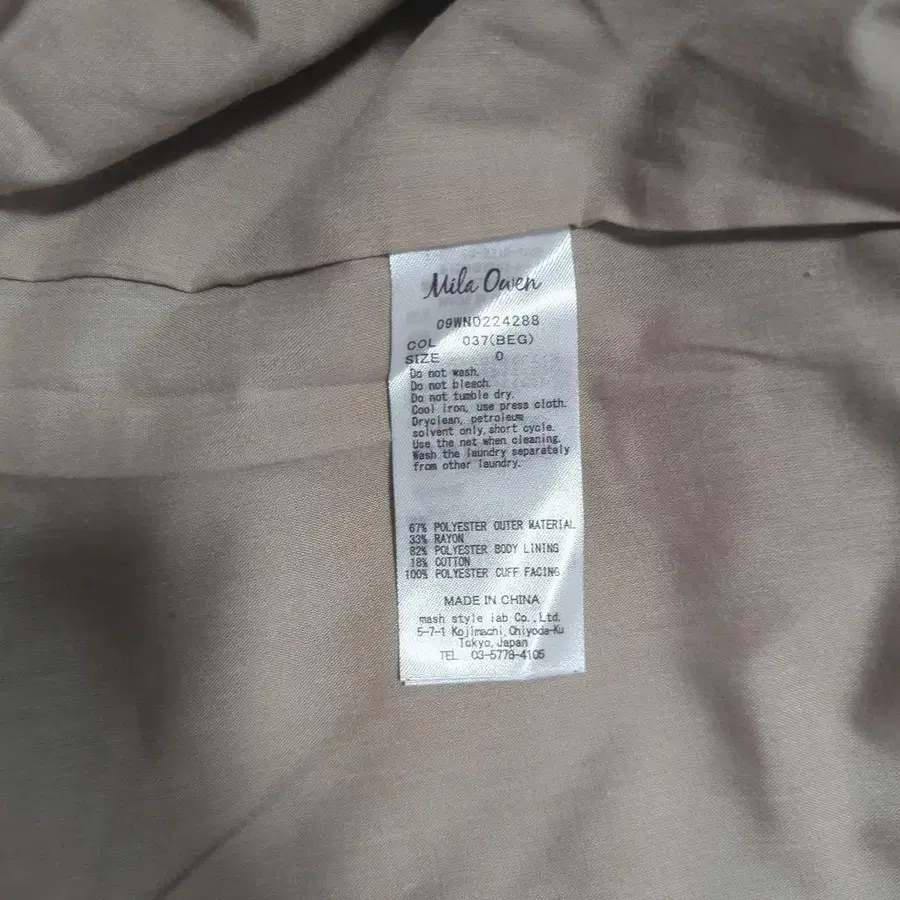 Mila Owen
09WN0224288
COL 037(BEG)
SIZE 0
Do not wash.
Do not bleach.
Do not tumble dry.
Cool iron, use press cloth.
Dryclean, petroleum
solvent only, short cycle.
Use the net when cleaning.
Wash the laundry separately
from other laundry.
67% POLYESTER OUTER MATERIAL
33% RAYON
82% POLYESTER BODY LINING
18% COTTON
100% POLYESTER CUFF FACING
MADE IN CHINA
mash style lab Co.,Ltd.
5-7-1 Kojimachi, Chiyoda-Ku
Tokyo, Japan
TEL 03-5778-4105